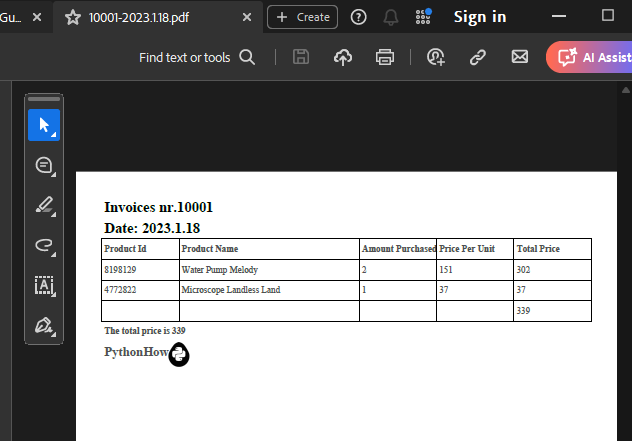 Gu... × 10001-2023.1.18.pdf × + Create Sign in
Find text or tools AI Assist
Invoices nr.10001
Date: 2023.1.18
Product Id Product Name Amount Purchased Price Per Unit Total Price
8198129 Water Pump Melody 2 151 302
4772822 Microscope Landless Land 1 37 37
339
The total price is 339
PythonHow